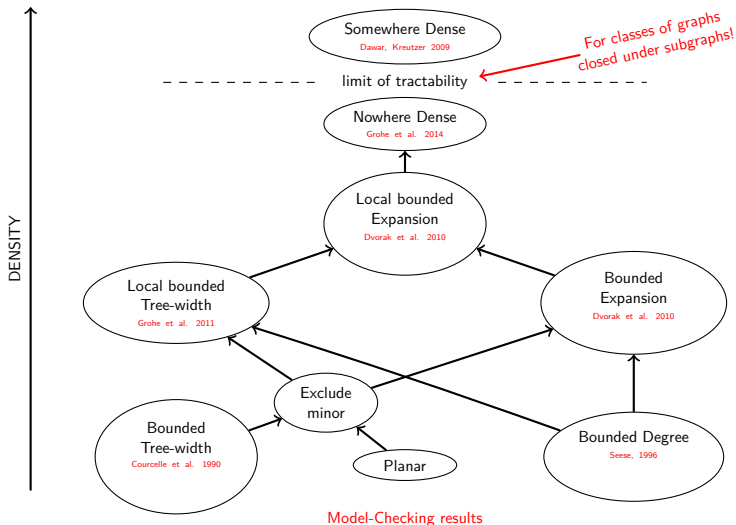 Somewhere Dense
Dawar, Kreutzer 2009
For classes of graphs
closed under subgraphs!
limit of tractability
Nowhere Dense
Grohe et al. 2014
Local bounded
Expansion
Dvorak et al. 2010
DENSITY
Local bounded
Tree-width
Grohe et al. 2011
Bounded
Expansion
Dvorak et al. 2010
Exclude
minor
Bounded
Tree-width
Courcelle et al. 1990
Planar
Bounded Degree
Seese, 1996
Model-Checking results